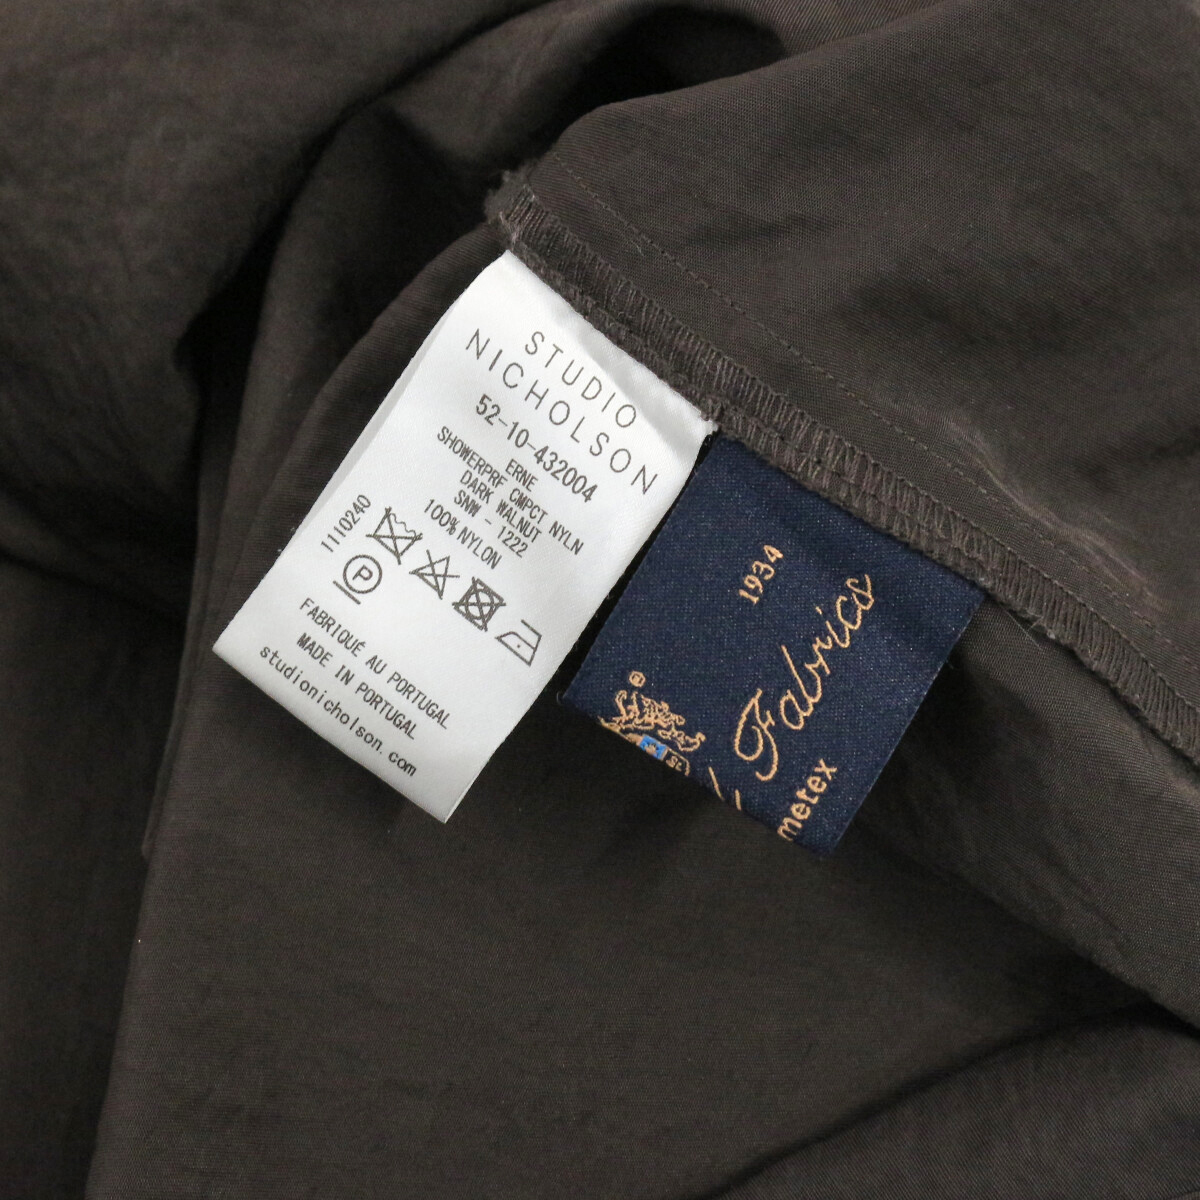 STUDIO
NICHOLSON
52-10-432004
ERNE
SHOWERPRF CMPCT NYLN
DARK WALNUT
SNW - 1222
100% NYLON
1110240
P
FABRIQUÉ AU PORTUGAL
MADE IN PORTUGAL
studionicholson.com
1934
Fabrics
metex